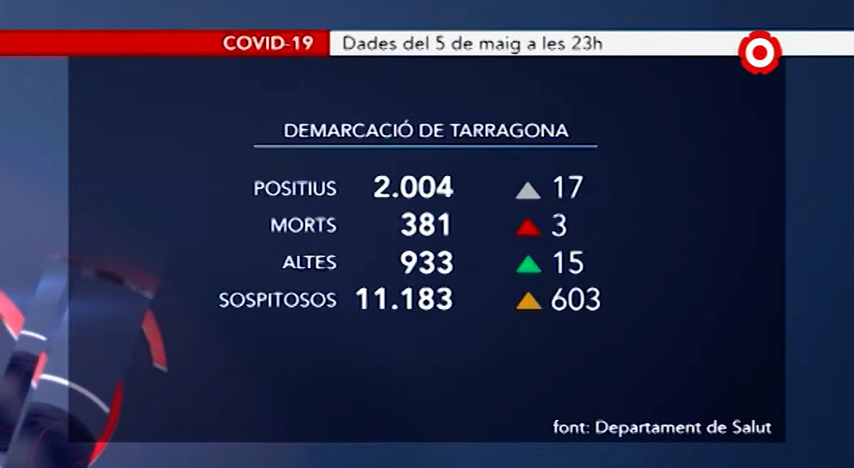 COVID-19 Dades del 5 de maig a les 23h
DEMARCACIÓ DE TARRAGONA
POSITIUS 2.004 17
MORTS 381 3
ALTES 933 15
SOSPITOSOS 11.183 603
font: Departament de Salut